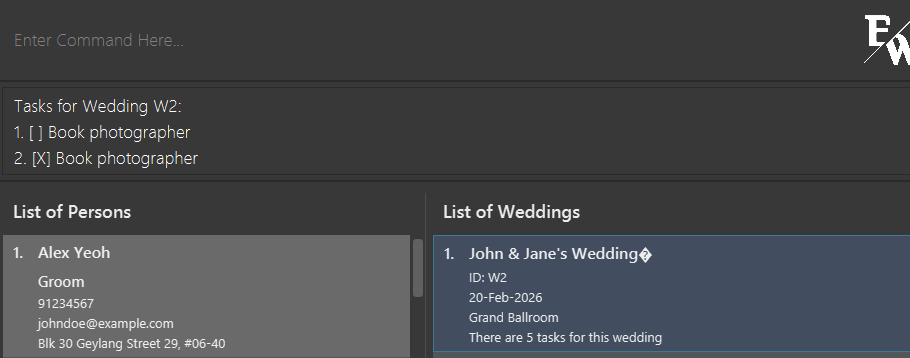 Enter Command Here...
EW
Tasks for Wedding W2:
1. [ ] Book photographer
2. [X] Book photographer
List of Persons
1. Alex Yeoh
Groom
91234567
johndoe@example.com
Blk 30 Geylang Street 29, #06-40
List of Weddings
1. John & Jane's Wedding�
ID: W2
20-Feb-2026
Grand Ballroom
There are 5 tasks for this wedding